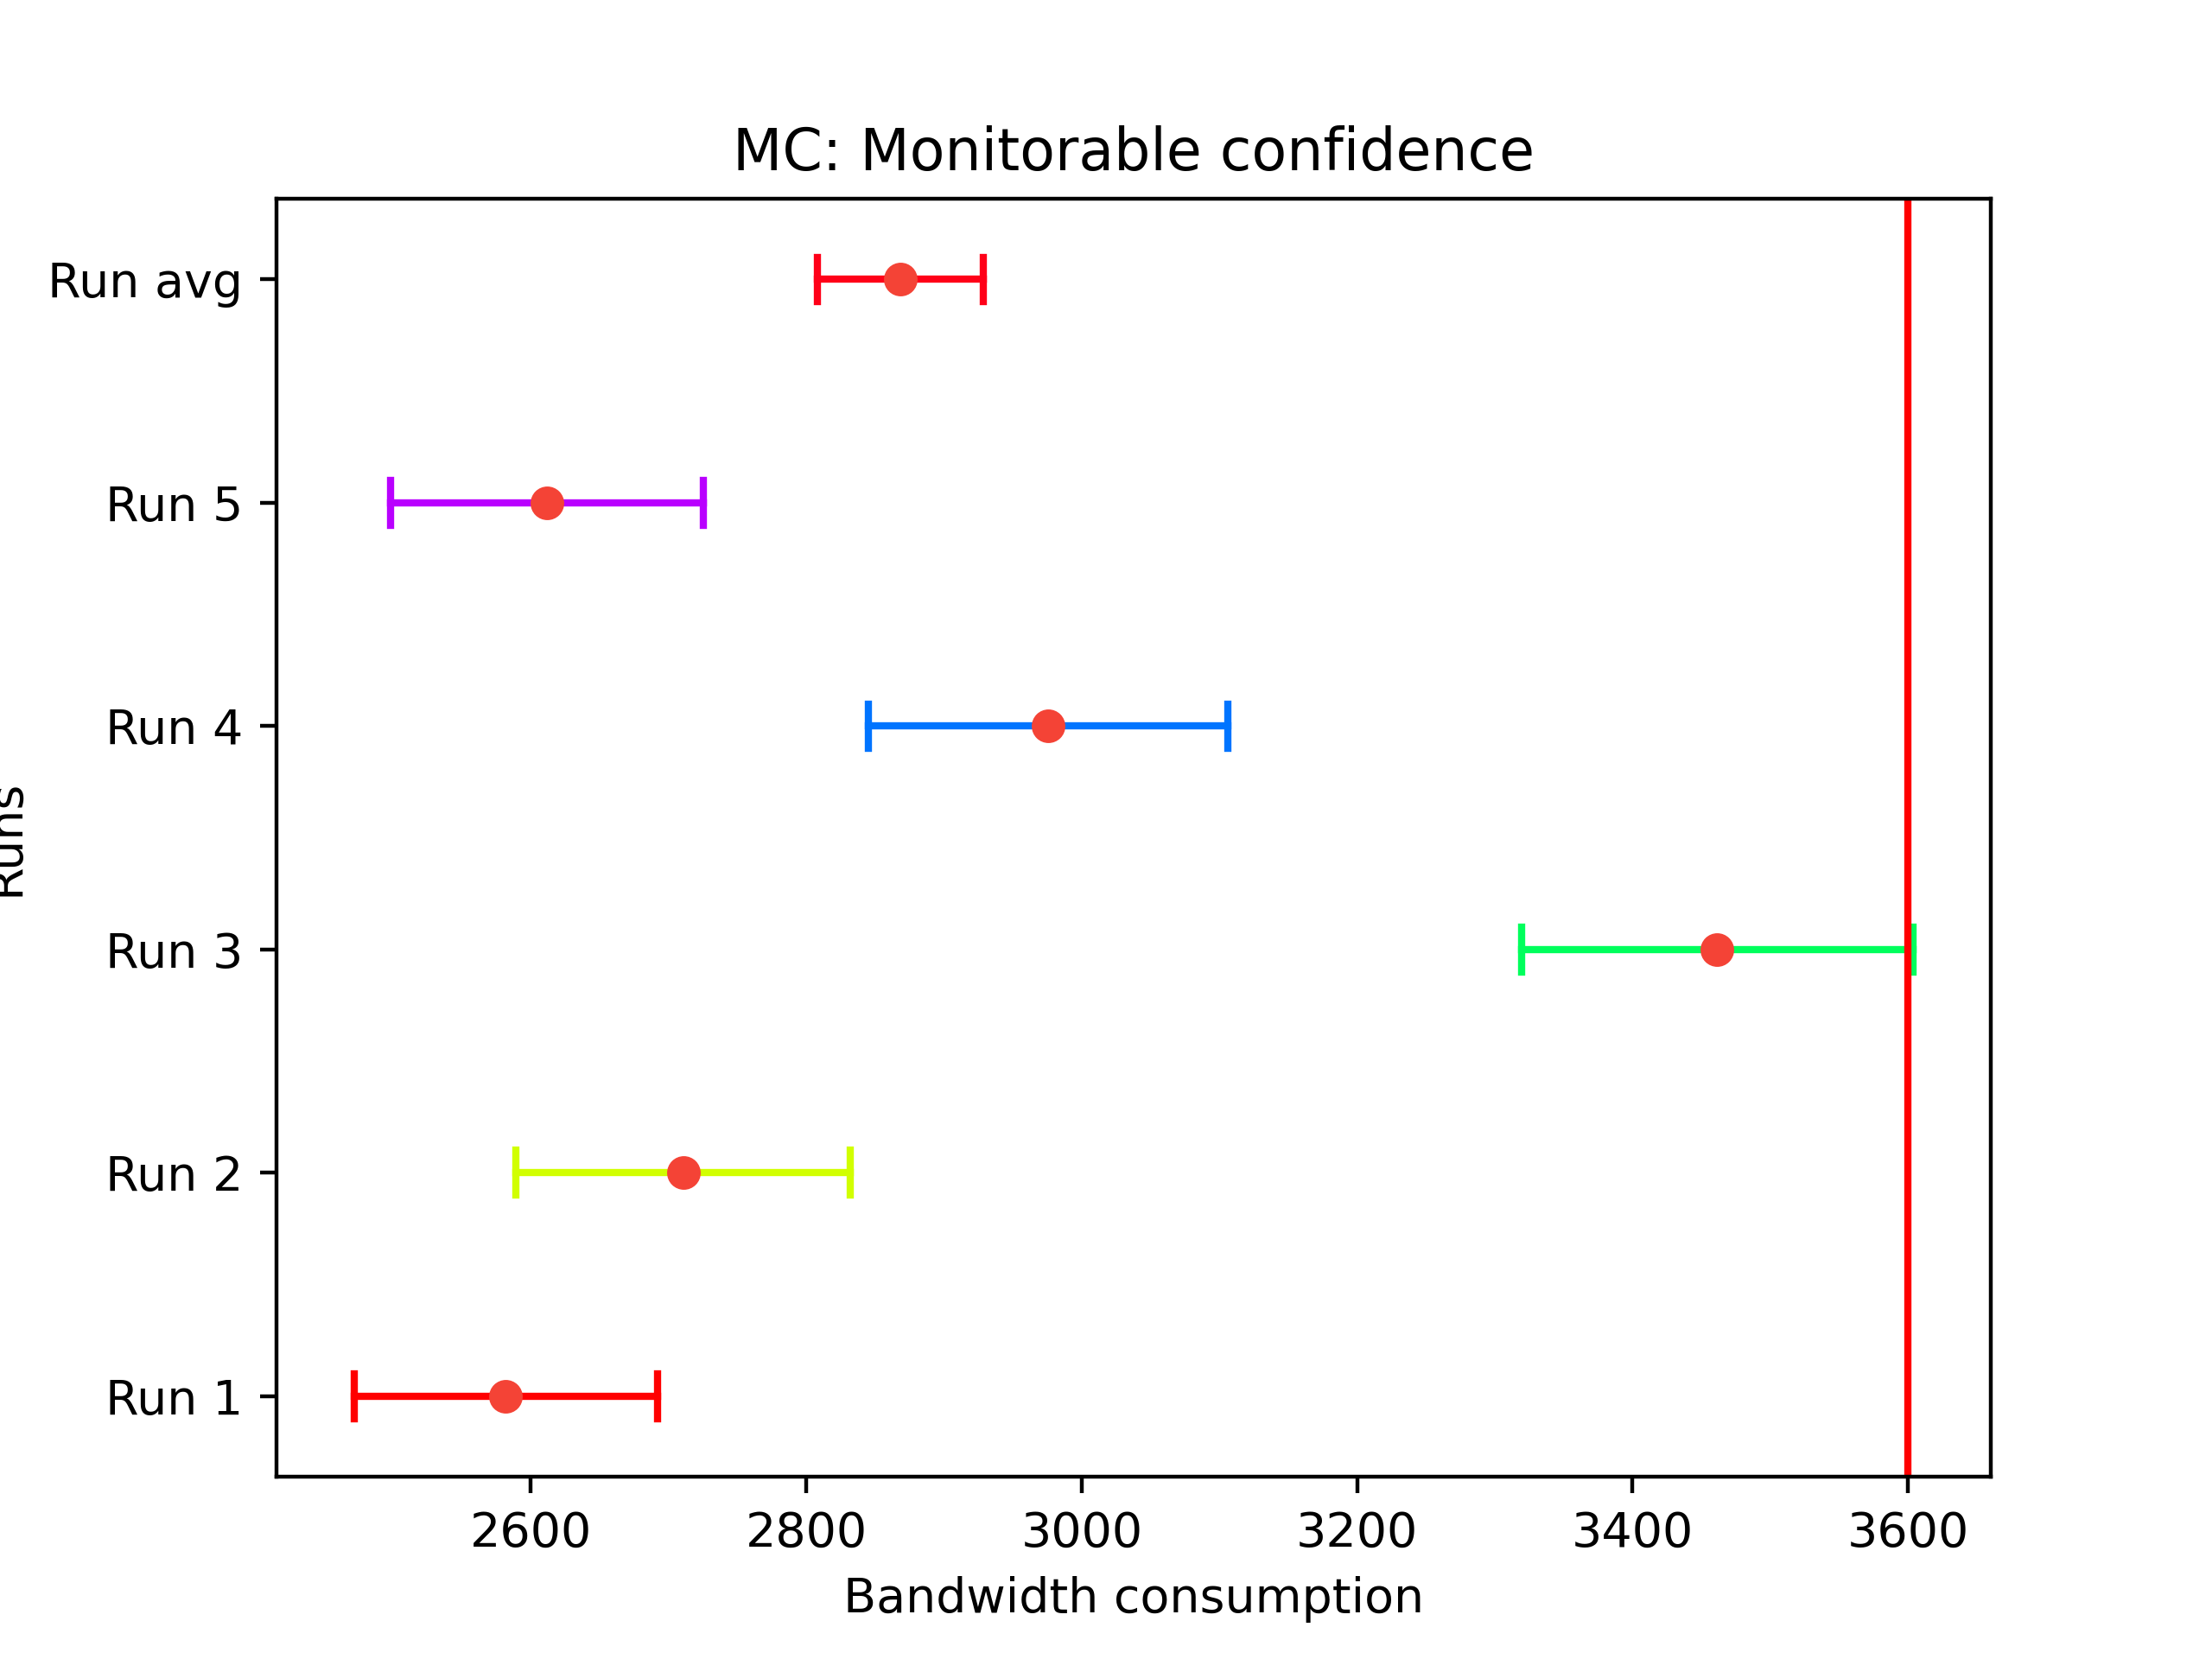 MC: Monitorable confidence
Run avg
Run 5
Run 4
Runs
Run 3
Run 2
Run 1
2600 2800 3000 3200 3400 3600
Bandwidth consumption